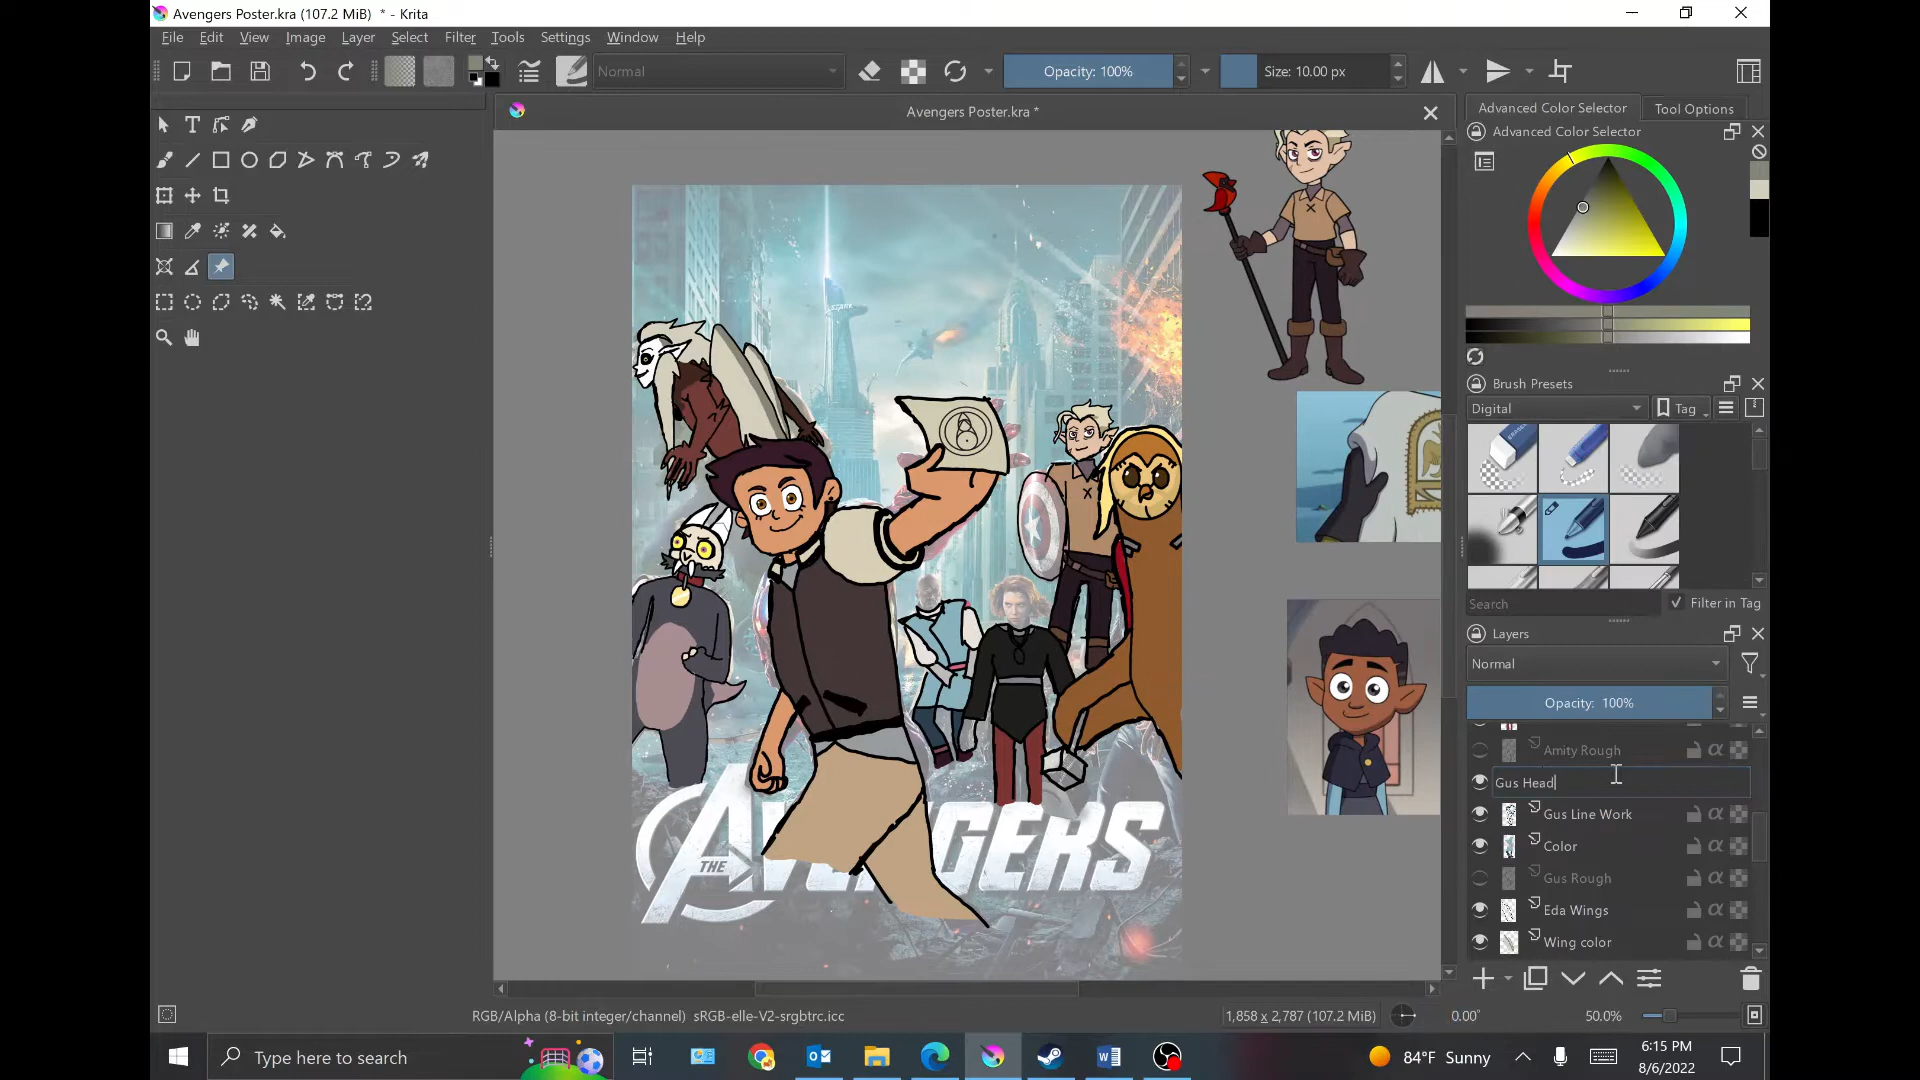 Avengers Poster.kra (107.2 MiB) * - Krita
File Edit View Image Layer Select Filter Tools Settings Window Help
Normal
Opacity: 100%
Size: 10.00 px
Avengers Poster.kra *
Advanced Color Selector
Tool Options
Advanced Color Selector
Brush Presets
Digital
Tag
Search
Filter in Tag
Layers
Normal
Opacity: 100%
Amity Rough
Gus Head
Gus Line Work
Color
Gus Rough
Eda Wings
Wing color
STARK
THE
AVENGERS
RGB/Alpha (8-bit integer/channel) sRGB-elle-V2-srgbtrc.icc
1,858 x 2,787 (107.2 MiB)
0.00°
50.0%
Type here to search
84°F Sunny
6:15 PM
8/6/2022